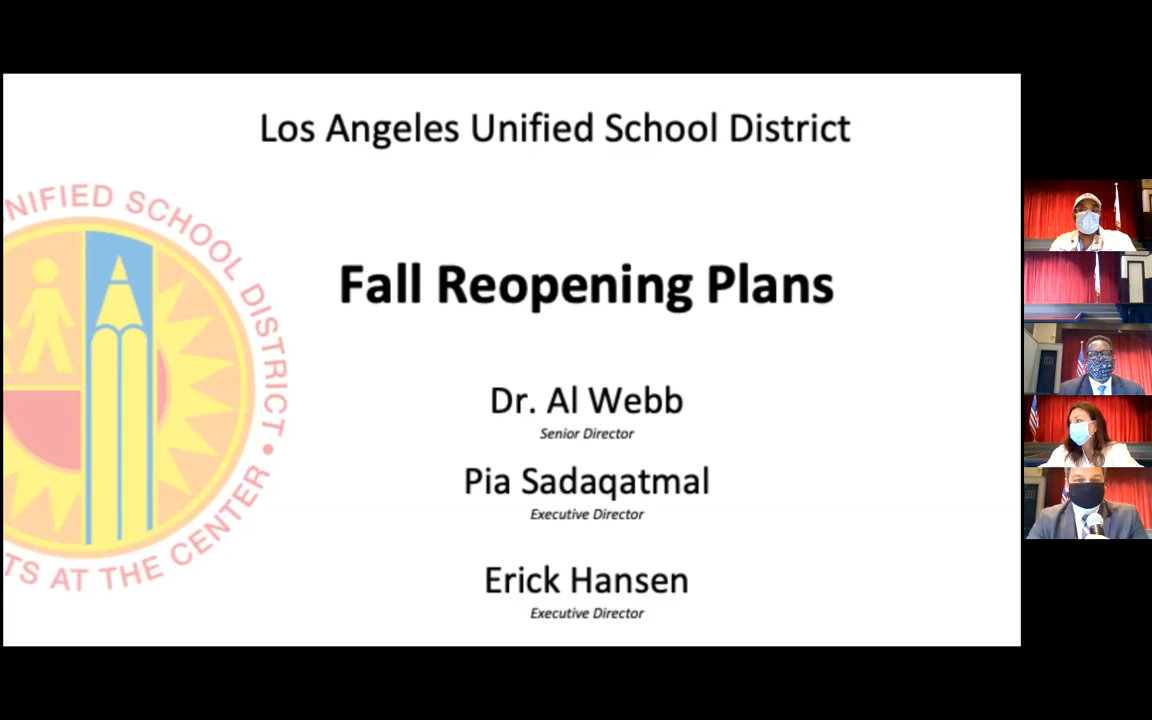 Los Angeles Unified School District
NIFIED SCHOOL DISTRICT •
Fall Reopening Plans
Dr. Al Webb
Senior Director
Pia Sadaqatmal
Executive Director
Erick Hansen
Executive Director
TS AT THE CENTER